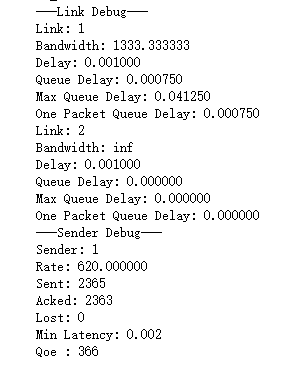 ——Link Debug——
Link: 1
Bandwidth: 1333.333333
Delay: 0.001000
Queue Delay: 0.000750
Max Queue Delay: 0.041250
One Packet Queue Delay: 0.000750
Link: 2
Bandwidth: inf
Delay: 0.001000
Queue Delay: 0.000000
Max Queue Delay: 0.000000
One Packet Queue Delay: 0.000000
——Sender Debug——
Sender: 1
Rate: 620.000000
Sent: 2365
Acked: 2363
Lost: 0
Min Latency: 0.002
Qoe : 366